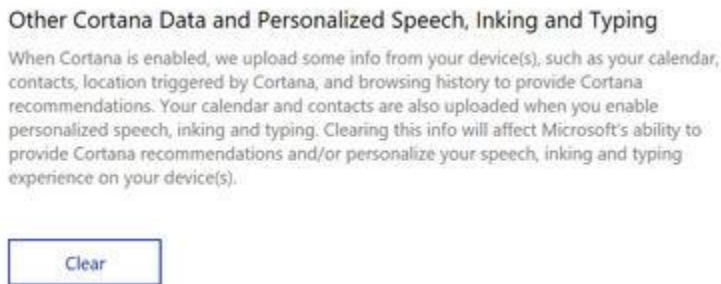 Other Cortana Data and Personalized Speech, Inking and Typing
When Cortana is enabled, we upload some info from your device(s), such as your calendar,
contacts, location triggered by Cortana, and browsing history to provide Cortana
recommendations. Your calendar and contacts are also uploaded when you enable
personalized speech, inking and typing. Clearing this info will affect Microsoft's ability to
provide Cortana recommendations and/or personalize your speech, inking and typing
experience on your device(s).
Clear